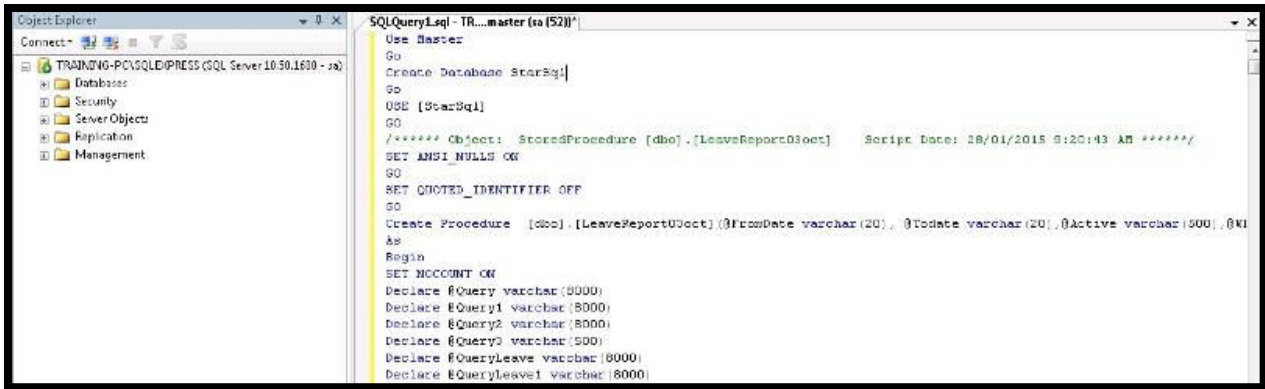 Object Explorer
Connect
TRAINING-PC\SQLEXPRESS (SQL Server 10.50.1600 - sa)
Databases
Security
Server Objects
Replication
Management
SQLQuery1.sql - TR....master (sa (52))*
Use Master
Go
Create Database StarSql
Go
USE [StarSql]
GO
/****** Object: StoredProcedure [dbo].[LeaveReport03oct] Script Date: 28/01/2015 9:20:43 AM ******/
SET ANSI_NULLS ON
GO
SET QUOTED_IDENTIFIER OFF
GO
Create Procedure [dbo].[LeaveReport03oct](@FromDate varchar(20), @Todate varchar(20),@Active varchar(500),
As
Begin
SET NOCOUNT ON
Declare @Query varchar(8000)
Declare @Query1 varchar(8000)
Declare @Query2 varchar(8000)
Declare @Query3 varchar(500)
Declare @QueryLeave varchar(8000)
Declare @QueryLeave1 varchar(8000)